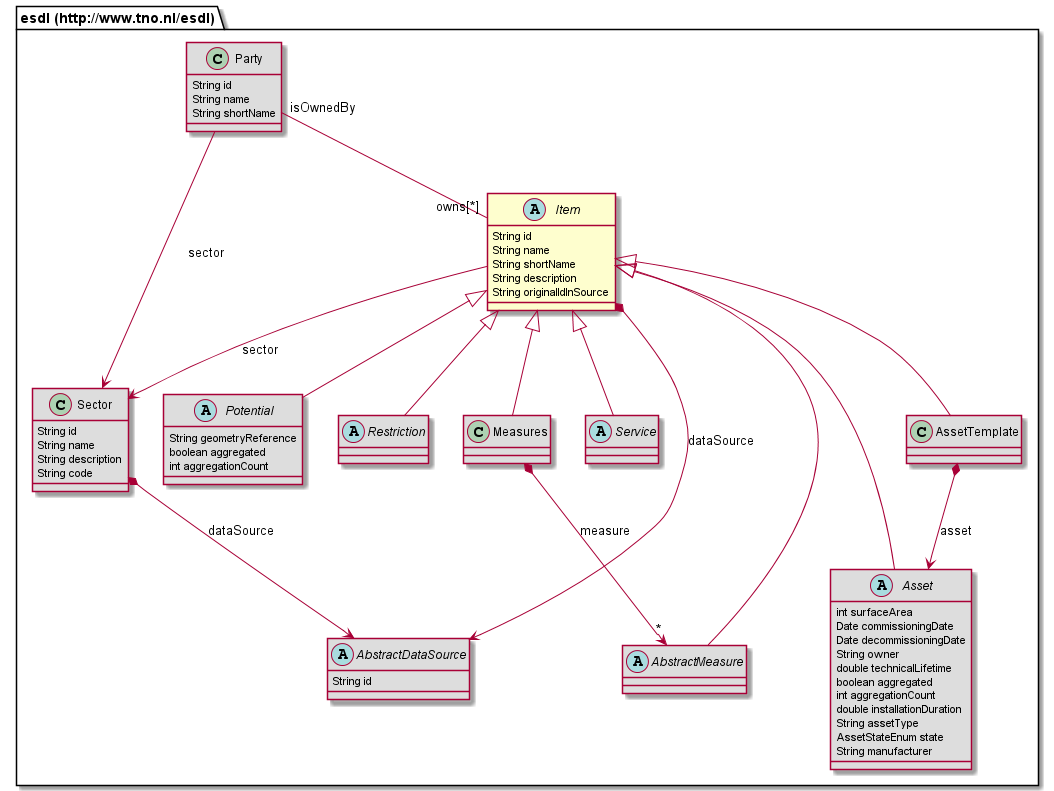 esdl (http://www.tno.nl/esdl)
C Party
String id
String name
String shortName
isOwnedBy
owns[*]
A Item
String id
String name
String shortName
String description
String originalIdInSource
sector
sector
C Sector
String id
String name
String description
String code
A Potential
String geometryReference
boolean aggregated
int aggregationCount
A Restriction
C Measures
A Service
dataSource
C AssetTemplate
dataSource
measure
asset
*
A AbstractDataSource
String id
A AbstractMeasure
A Asset
int surfaceArea
Date commissioningDate
Date decommissioningDate
String owner
double technicalLifetime
boolean aggregated
int aggregationCount
double installationDuration
String assetType
AssetStateEnum state
String manufacturer